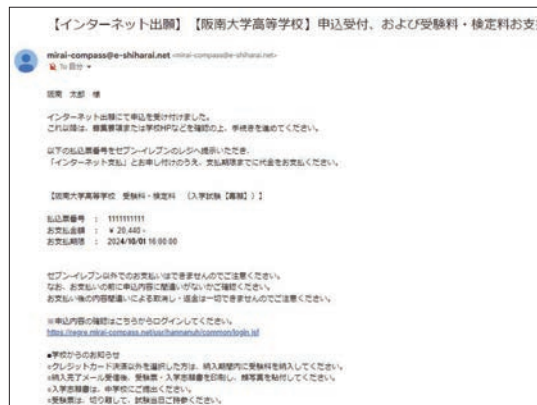 【インターネット出願】【阪南大学高等学校】申込受付、および受験料・検定料お支
mirai-compass@e-shiharai.net <mirai-compass@e-shiharai.net>
To 自分
阪南 太郎 様
インターネット出願にて申込を受け付けました。
これ以降は、募集要項または学校HPなどを確認の上、手続きを進めてください。
以下の払込票番号をセブン-イレブンのレジへ提示いただき、
「インターネット支払」とお申し付けのうえ、支払期限までに代金をお支払ください。
【阪南大学高等学校 受験料・検定料 （入学試験【専願】）】
払込票番号 ： 1111111111
お支払金額 ： ￥ 20,440-
お支払期限 ： 2024/10/01 16:00:00
セブン-イレブン以外でのお支払いはできませんのでご注意ください。
なお、お支払いの前に申込内容に間違いがないかご確認ください。
お支払い後の内容間違いによる取消し・返金は一切できませんのでご注意ください。
※申込内容の確認はこちらからログインしてください。
https://regre.mirai-compass.net/usr/hannanuh/common/login.jsf
●学校からのお知らせ
※クレジットカード決済以外を選択した方は、納入期間内に受験料を納入してください。
※納入完了メール受信後、受験票・入学志願書を印刷し、顔写真を貼付してください。
※入学志願書は、中学校にご提出ください。
※受験票は、切り離して、試験当日ご持参ください。